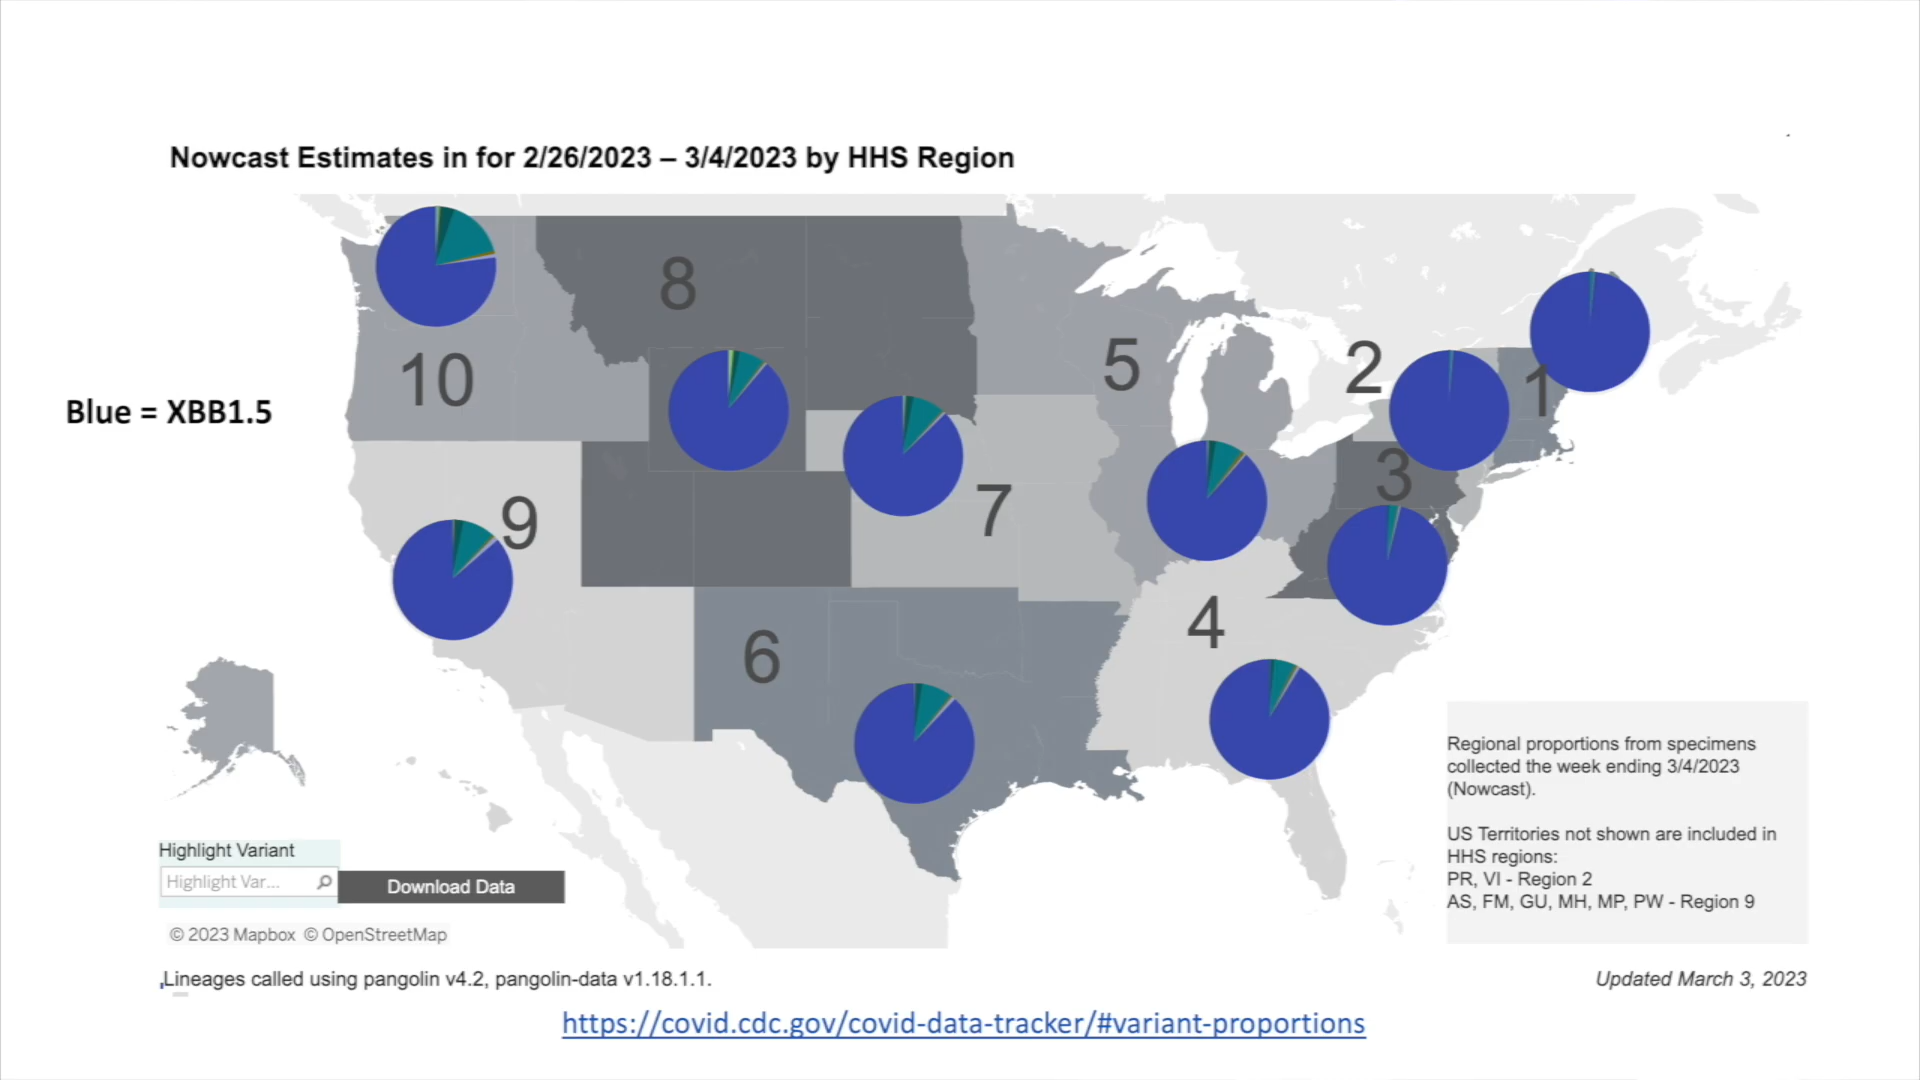 Nowcast Estimates in for 2/26/2023 – 3/4/2023 by HHS Region
8
10
5
2
1
Blue = XBB1.5
3
9
7
4
6
Regional proportions from specimens
collected the week ending 3/4/2023
(Nowcast).
US Territories not shown are included in
HHS regions:
PR, VI - Region 2
AS, FM, GU, MH, MP, PW - Region 9
Highlight Variant
Highlight Var...
Download Data
© 2023 Mapbox © OpenStreetMap
Lineages called using pangolin v4.2, pangolin-data v1.18.1.1.
Updated March 3, 2023
https://covid.cdc.gov/covid-data-tracker/#variant-proportions